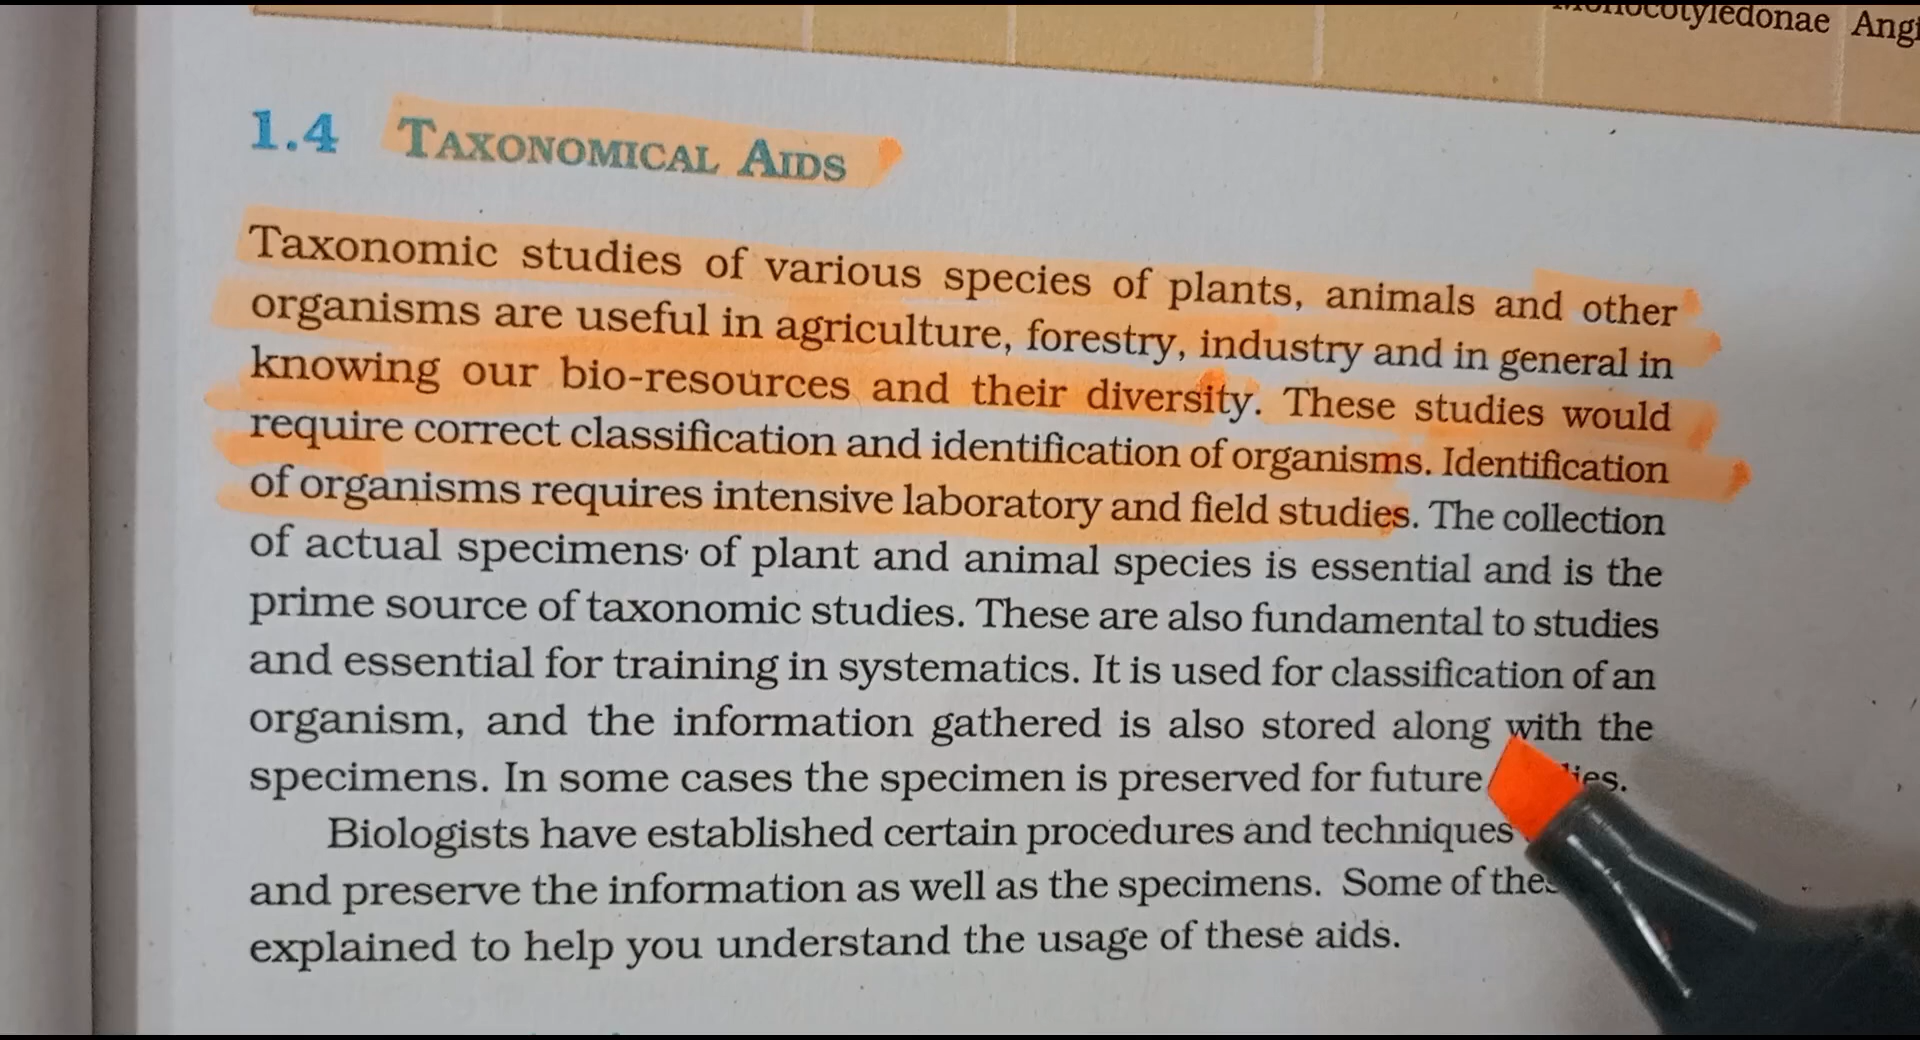 Monocotyledonae Angi
1.4 TAXONOMICAL AIDS
Taxonomic studies of various species of plants, animals and other
organisms are useful in agriculture, forestry, industry and in general in
knowing our bio-resources and their diversity. These studies would
require correct classification and identification of organisms. Identification
of organisms requires intensive laboratory and field studies. The collection
of actual specimens of plant and animal species is essential and is the
prime source of taxonomic studies. These are also fundamental to studies
and essential for training in systematics. It is used for classification of an
organism, and the information gathered is also stored along with the
specimens. In some cases the specimen is preserved for future
Biologists have established certain procedures and techniques
and preserve the information as well as the specimens. Some of
explained to help you understand the usage of these aids.